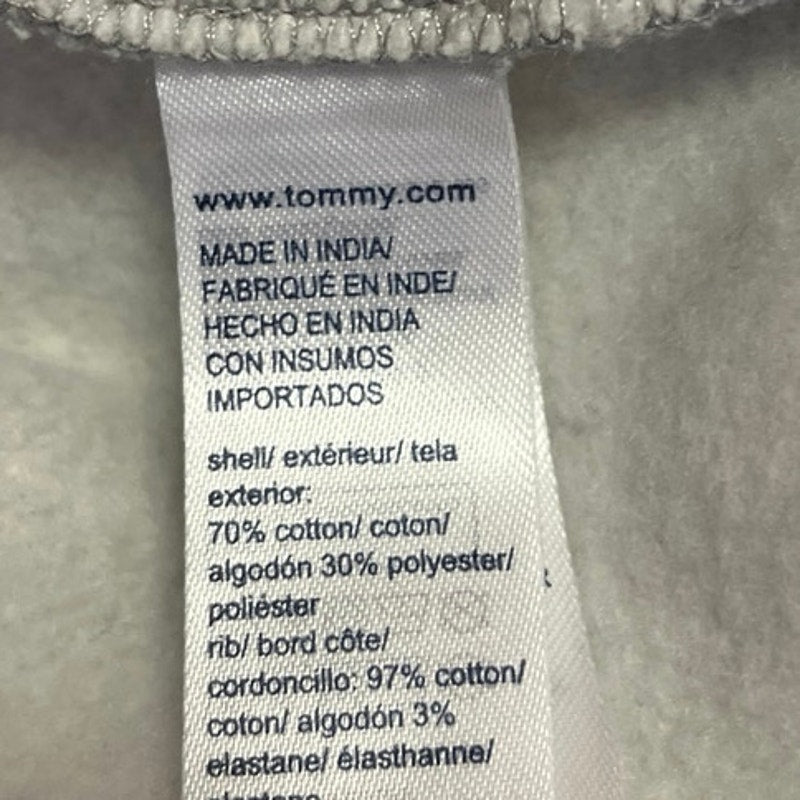 www.tommy.com
MADE IN INDIA/
FABRIQUÉ EN INDE/
HECHO EN INDIA
CON INSUMOS
IMPORTADOS
shell/ extérieur/ tela
exterior:
70% cotton/ coton/
algodón 30% polyester/
poliéster
rib/ bord côte/
cordoncillo: 97% cotton/
coton/ algodón 3%
elastane/ élasthanne/